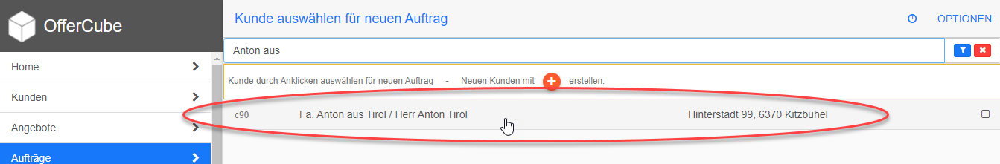 OfferCube
Kunde auswählen für neuen Auftrag
OPTIONEN
Anton aus
Home
Kunde durch Anklicken auswählen für neuen Auftrag - Neuen Kunden mit + erstellen.
Kunden
c90 Fa. Anton aus Tirol / Herr Anton Tirol Hinterstadt 99, 6370 Kitzbühel
Angebote
Aufträge